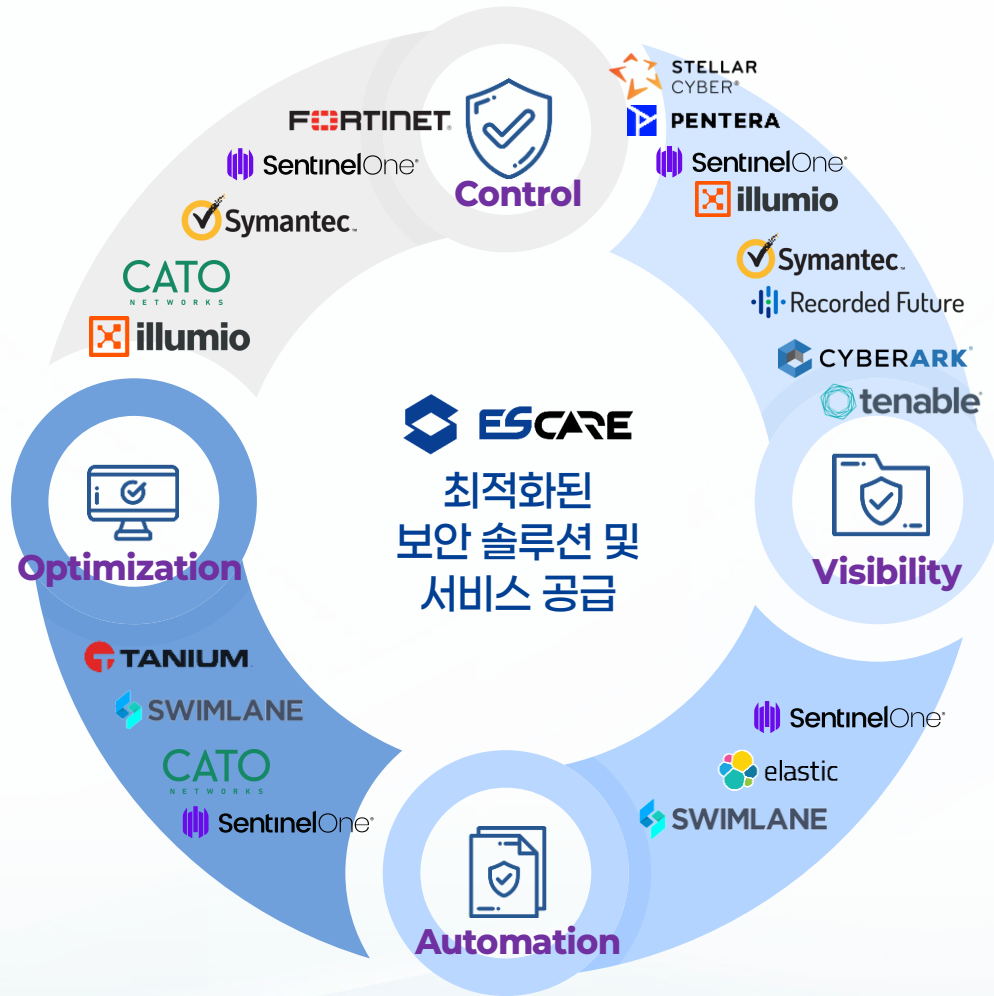 FORTINET
SentinelOne
Symantec
CATO
NETWORKS
illumio
Control
STELLAR
CYBER
PENTERA
SentinelOne
illumio
Symantec
Recorded Future
CYBERARK
tenable
Visibility
ESCARE
최적화된
보안 솔루션 및
서비스 공급
Optimization
TANIUM
SWIMLANE
CATO
NETWORKS
SentinelOne
Automation
SentinelOne
elastic
SWIMLANE